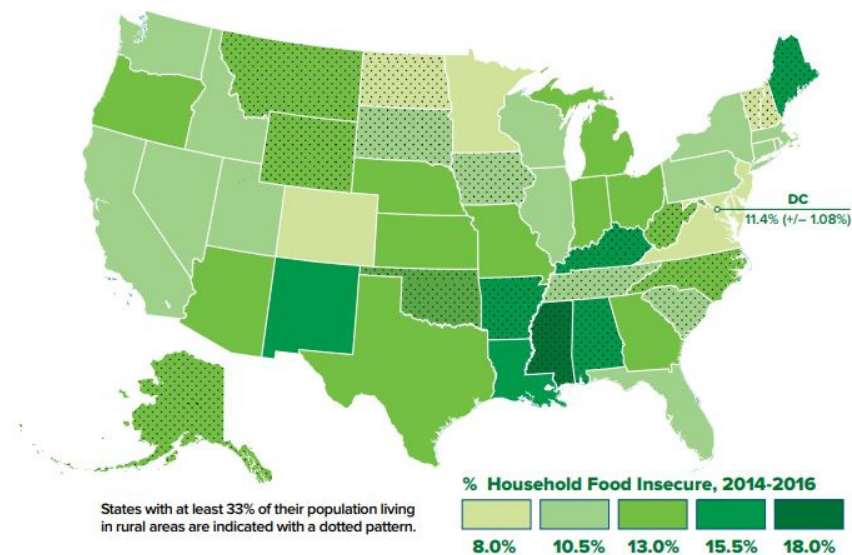 DC
11.4% (+/– 1.08%)
States with at least 33% of their population living
in rural areas are indicated with a dotted pattern.
% Household Food Insecure, 2014-2016
8.0% 10.5% 13.0% 15.5% 18.0%